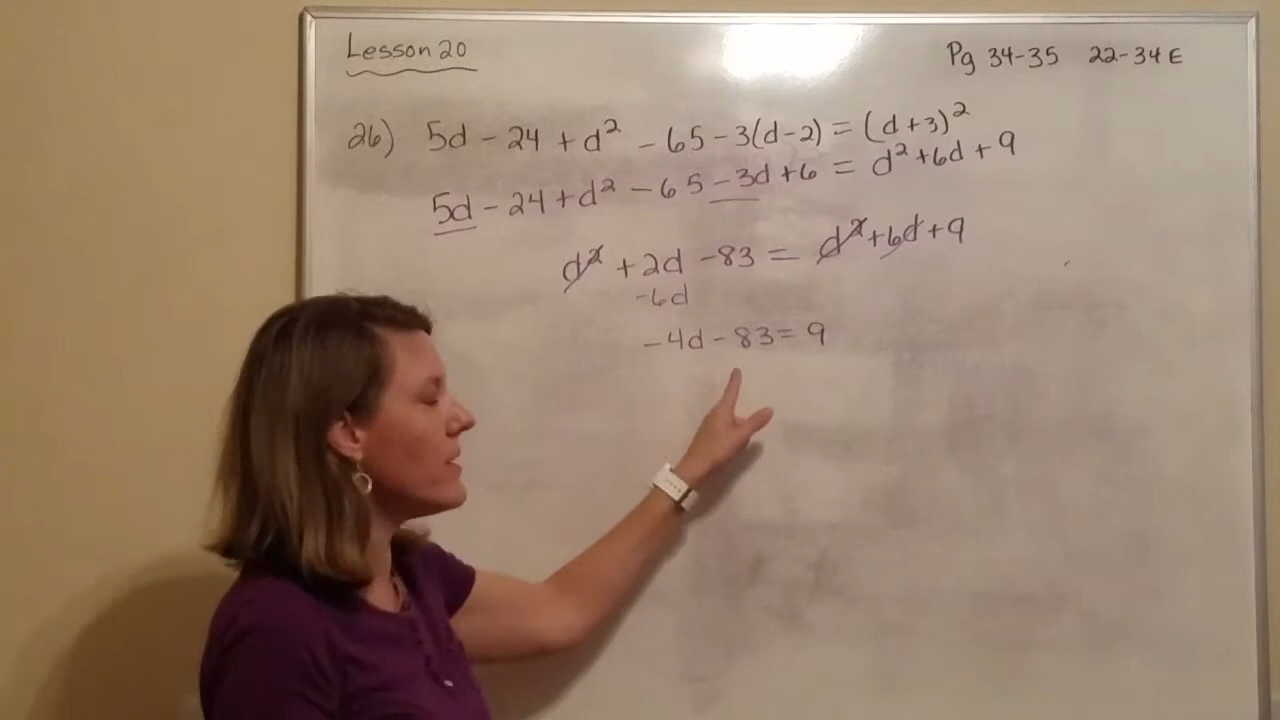 Lesson 20
Pg 34-35 22-34 E
26) 5d - 24 + d² - 65 - 3(d-2) = (d+3)²
5d - 24 + d² - 65 - 3d + 6 = d² + 6d + 9
d² + 2d - 83 = d² + 6d + 9
-6d
-4d - 83 = 9